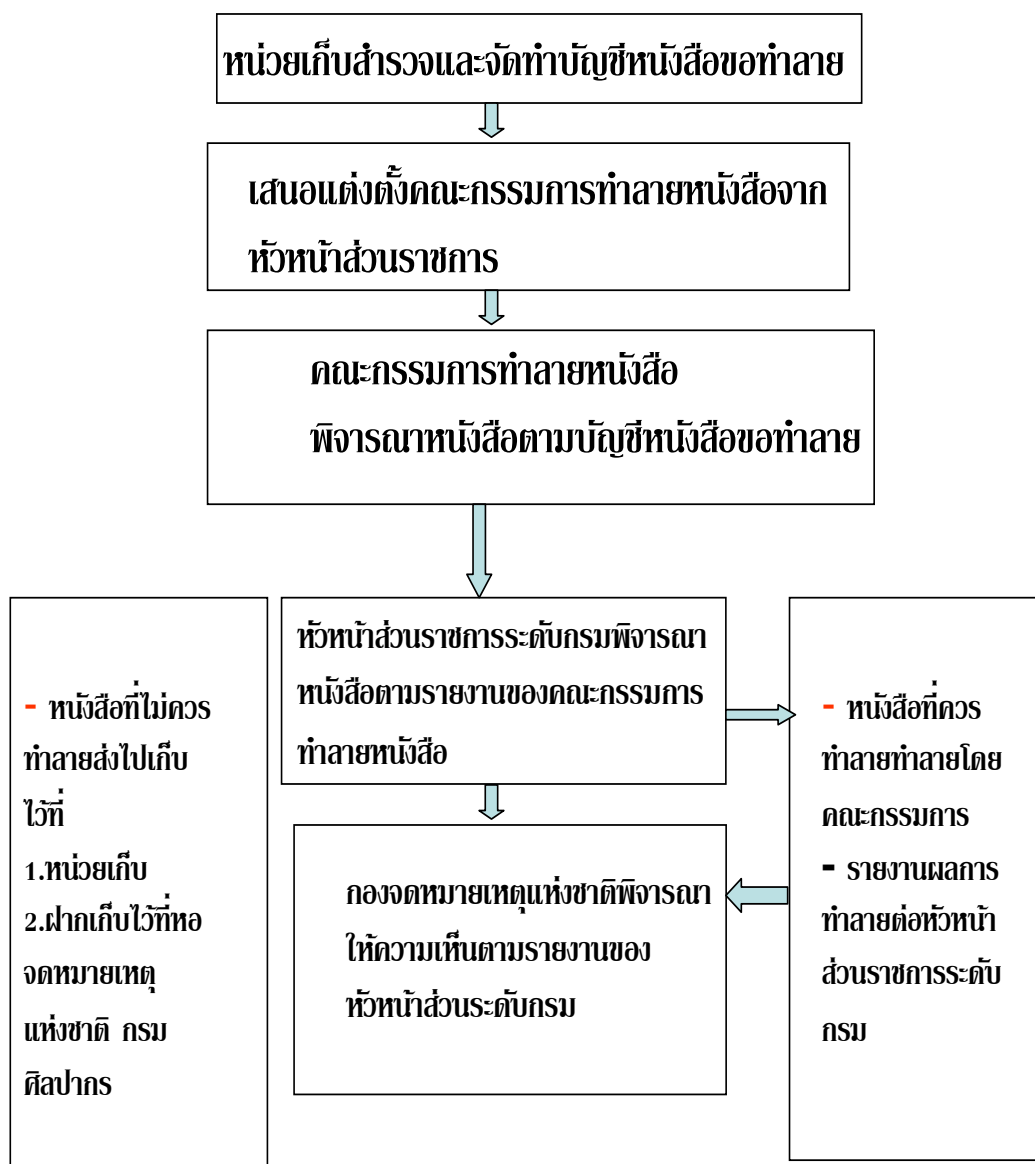 หน่วยเก็บสำรวจและจัดทำบัญชีหนังสือขอทำลาย
เสนอแต่งตั้งคณะกรรมการทำลายหนังสือจาก
หัวหน้าส่วนราชการ
คณะกรรมการทำลายหนังสือ
พิจารณาหนังสือตามบัญชีหนังสือขอทำลาย
หัวหน้าส่วนราชการระดับกรมพิจารณา
หนังสือตามรายงานของคณะกรรมการ
ทำลายหนังสือ
- หนังสือที่ไม่ควร
ทำลายส่งไปเก็บ
ไว้ที่
1.หน่วยเก็บ
2.ฝากเก็บไว้ที่หอ
จดหมายเหตุ
แห่งชาติ กรม
ศิลปากร
กองจดหมายเหตุแห่งชาติพิจารณา
ให้ความเห็นตามรายงานของ
หัวหน้าส่วนระดับกรม
- หนังสือที่ควร
ทำลายทำลายโดย
คณะกรรมการ
- รายงานผลการ
ทำลายต่อหัวหน้า
ส่วนราชการระดับ
กรม